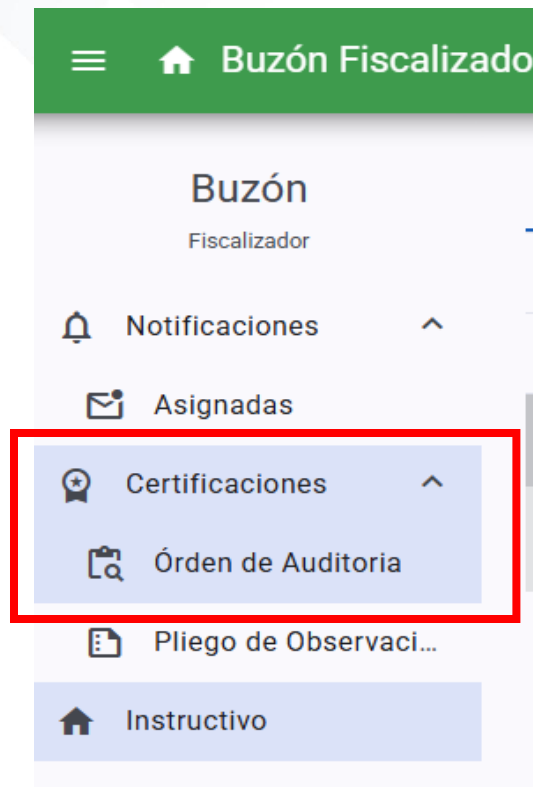 Buzón Fiscalizado
Buzón
Fiscalizador
Notificaciones
Asignadas
Certificaciones
Órden de Auditoria
Pliego de Observaci...
Instructivo